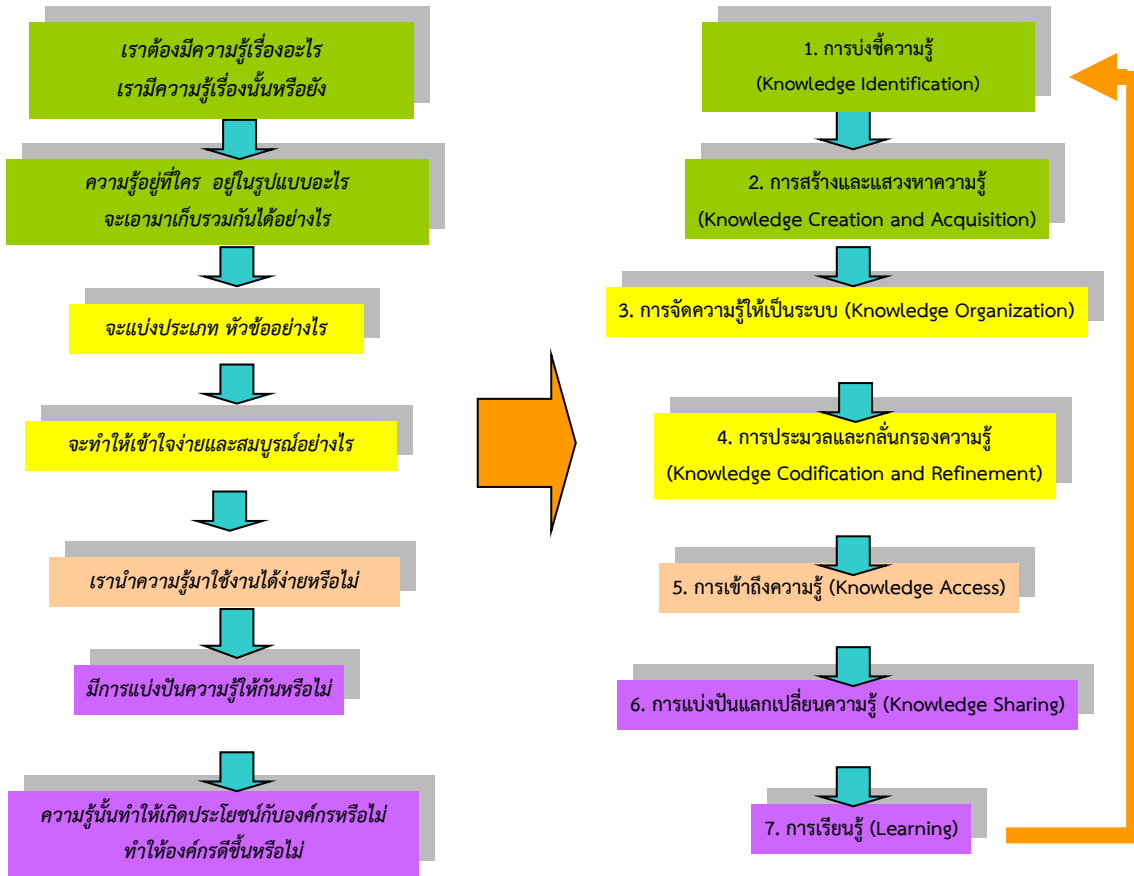 เราต้องมีความรู้เรื่องอะไร
เรามีความรู้เรื่องนั้นหรือยัง
ความรู้อยู่ที่ใคร อยู่ในรูปแบบอะไร
จะเอามาเก็บรวมกันได้อย่างไร
จะแบ่งประเภท หัวข้ออย่างไร
จะทำให้เข้าใจง่ายและสมบูรณ์อย่างไร
เรานำความรู้มาใช้งานได้ง่ายหรือไม่
มีการแบ่งปันความรู้ให้กันหรือไม่
ความรู้นั้นทำให้เกิดประโยชน์กับองค์กรหรือไม่
ทำให้องค์กรดีขึ้นหรือไม่
1. การบ่งชี้ความรู้
(Knowledge Identification)
2. การสร้างและแสวงหาความรู้
(Knowledge Creation and Acquisition)
3. การจัดความรู้ให้เป็นระบบ (Knowledge Organization)
4. การประมวลและกลั่นกรองความรู้
(Knowledge Codification and Refinement)
5. การเข้าถึงความรู้ (Knowledge Access)
6. การแบ่งปันแลกเปลี่ยนความรู้ (Knowledge Sharing)
7. การเรียนรู้ (Learning)